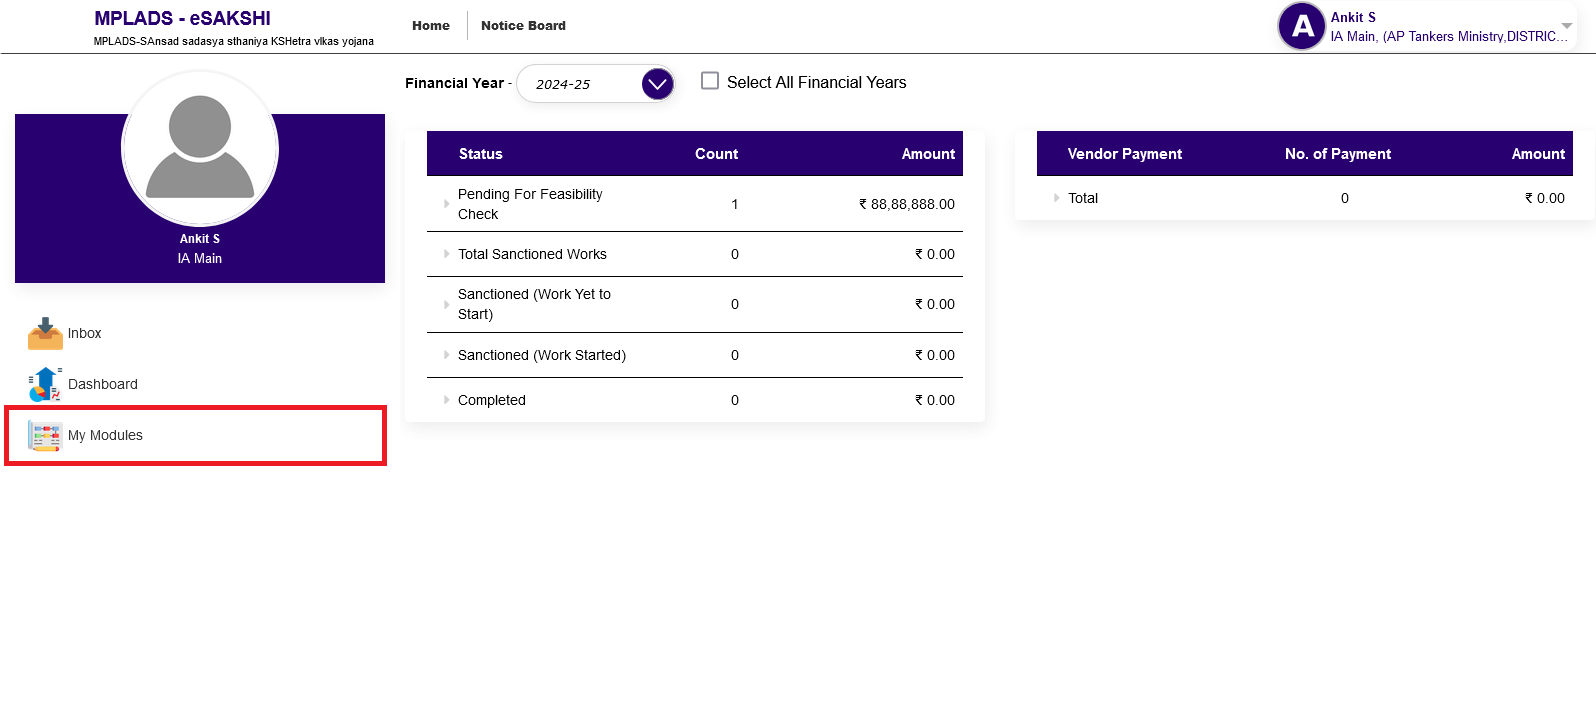 MPLADS - eSAKSHI
MPLADS-SAnsad sadasya sthaniya KSHetra vIkas yojana
Home
Notice Board
A
Ankit S
IA Main, (AP Tankers Ministry,DISTRIC...
Ankit S
IA Main
Inbox
Dashboard
My Modules
Financial Year - 2024-25
Select All Financial Years
Status Count Amount
Pending For Feasibility
Check 1 ₹ 88,88,888.00
Total Sanctioned Works 0 ₹ 0.00
Sanctioned (Work Yet to
Start) 0 ₹ 0.00
Sanctioned (Work Started) 0 ₹ 0.00
Completed 0 ₹ 0.00
Vendor Payment No. of Payment Amount
Total 0 ₹ 0.00